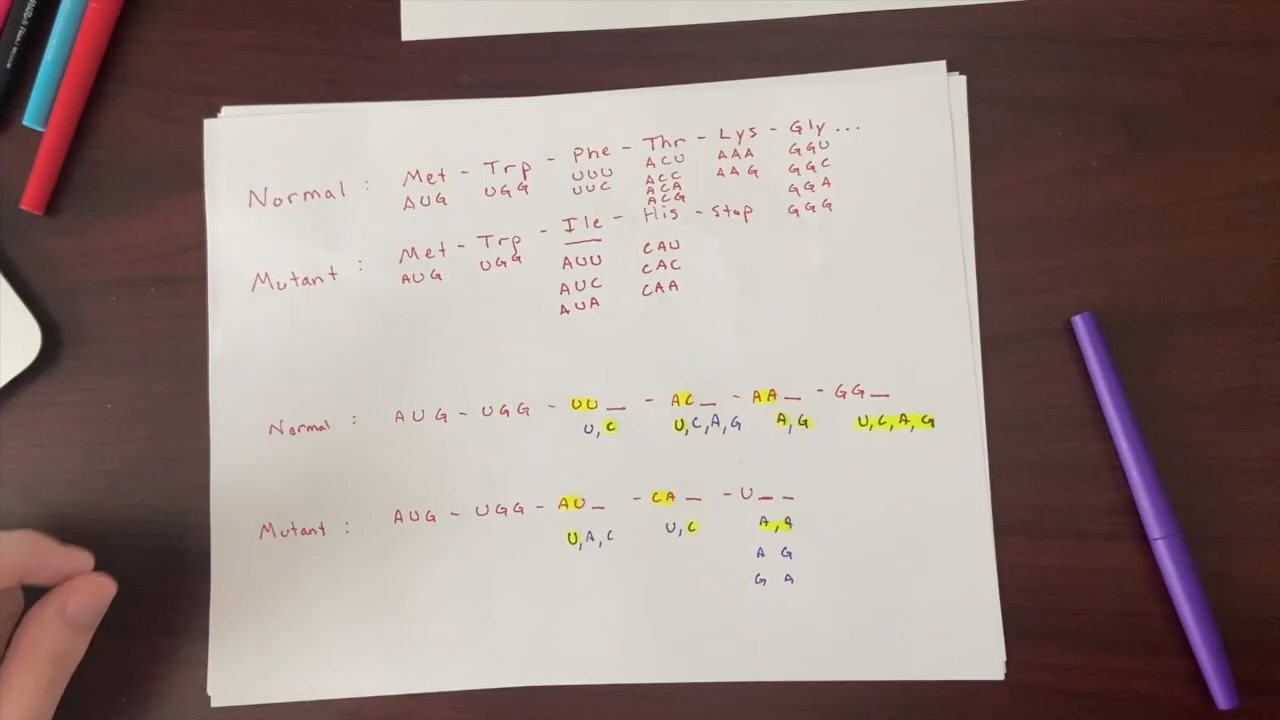 Normal : Met - Trp - Phe - Thr - Lys - Gly ...
AUG UGG UUU ACU AAA GGU
UUC ACC AAG GGC
ACA GGA
ACG GGG
Mutant : Met - Trp - Ile - His - Stop
AUG UGG AUU CAU
AUC CAC
AUA CAA
Normal : AUG - UGG - UU_ - AC_ - AA_ - GG_
U,C U,C,A,G A,G U,C,A,G
Mutant : AUG - UGG - AU_ - CA_ - U_ _
U,A,C U,C A,A
A G
G A